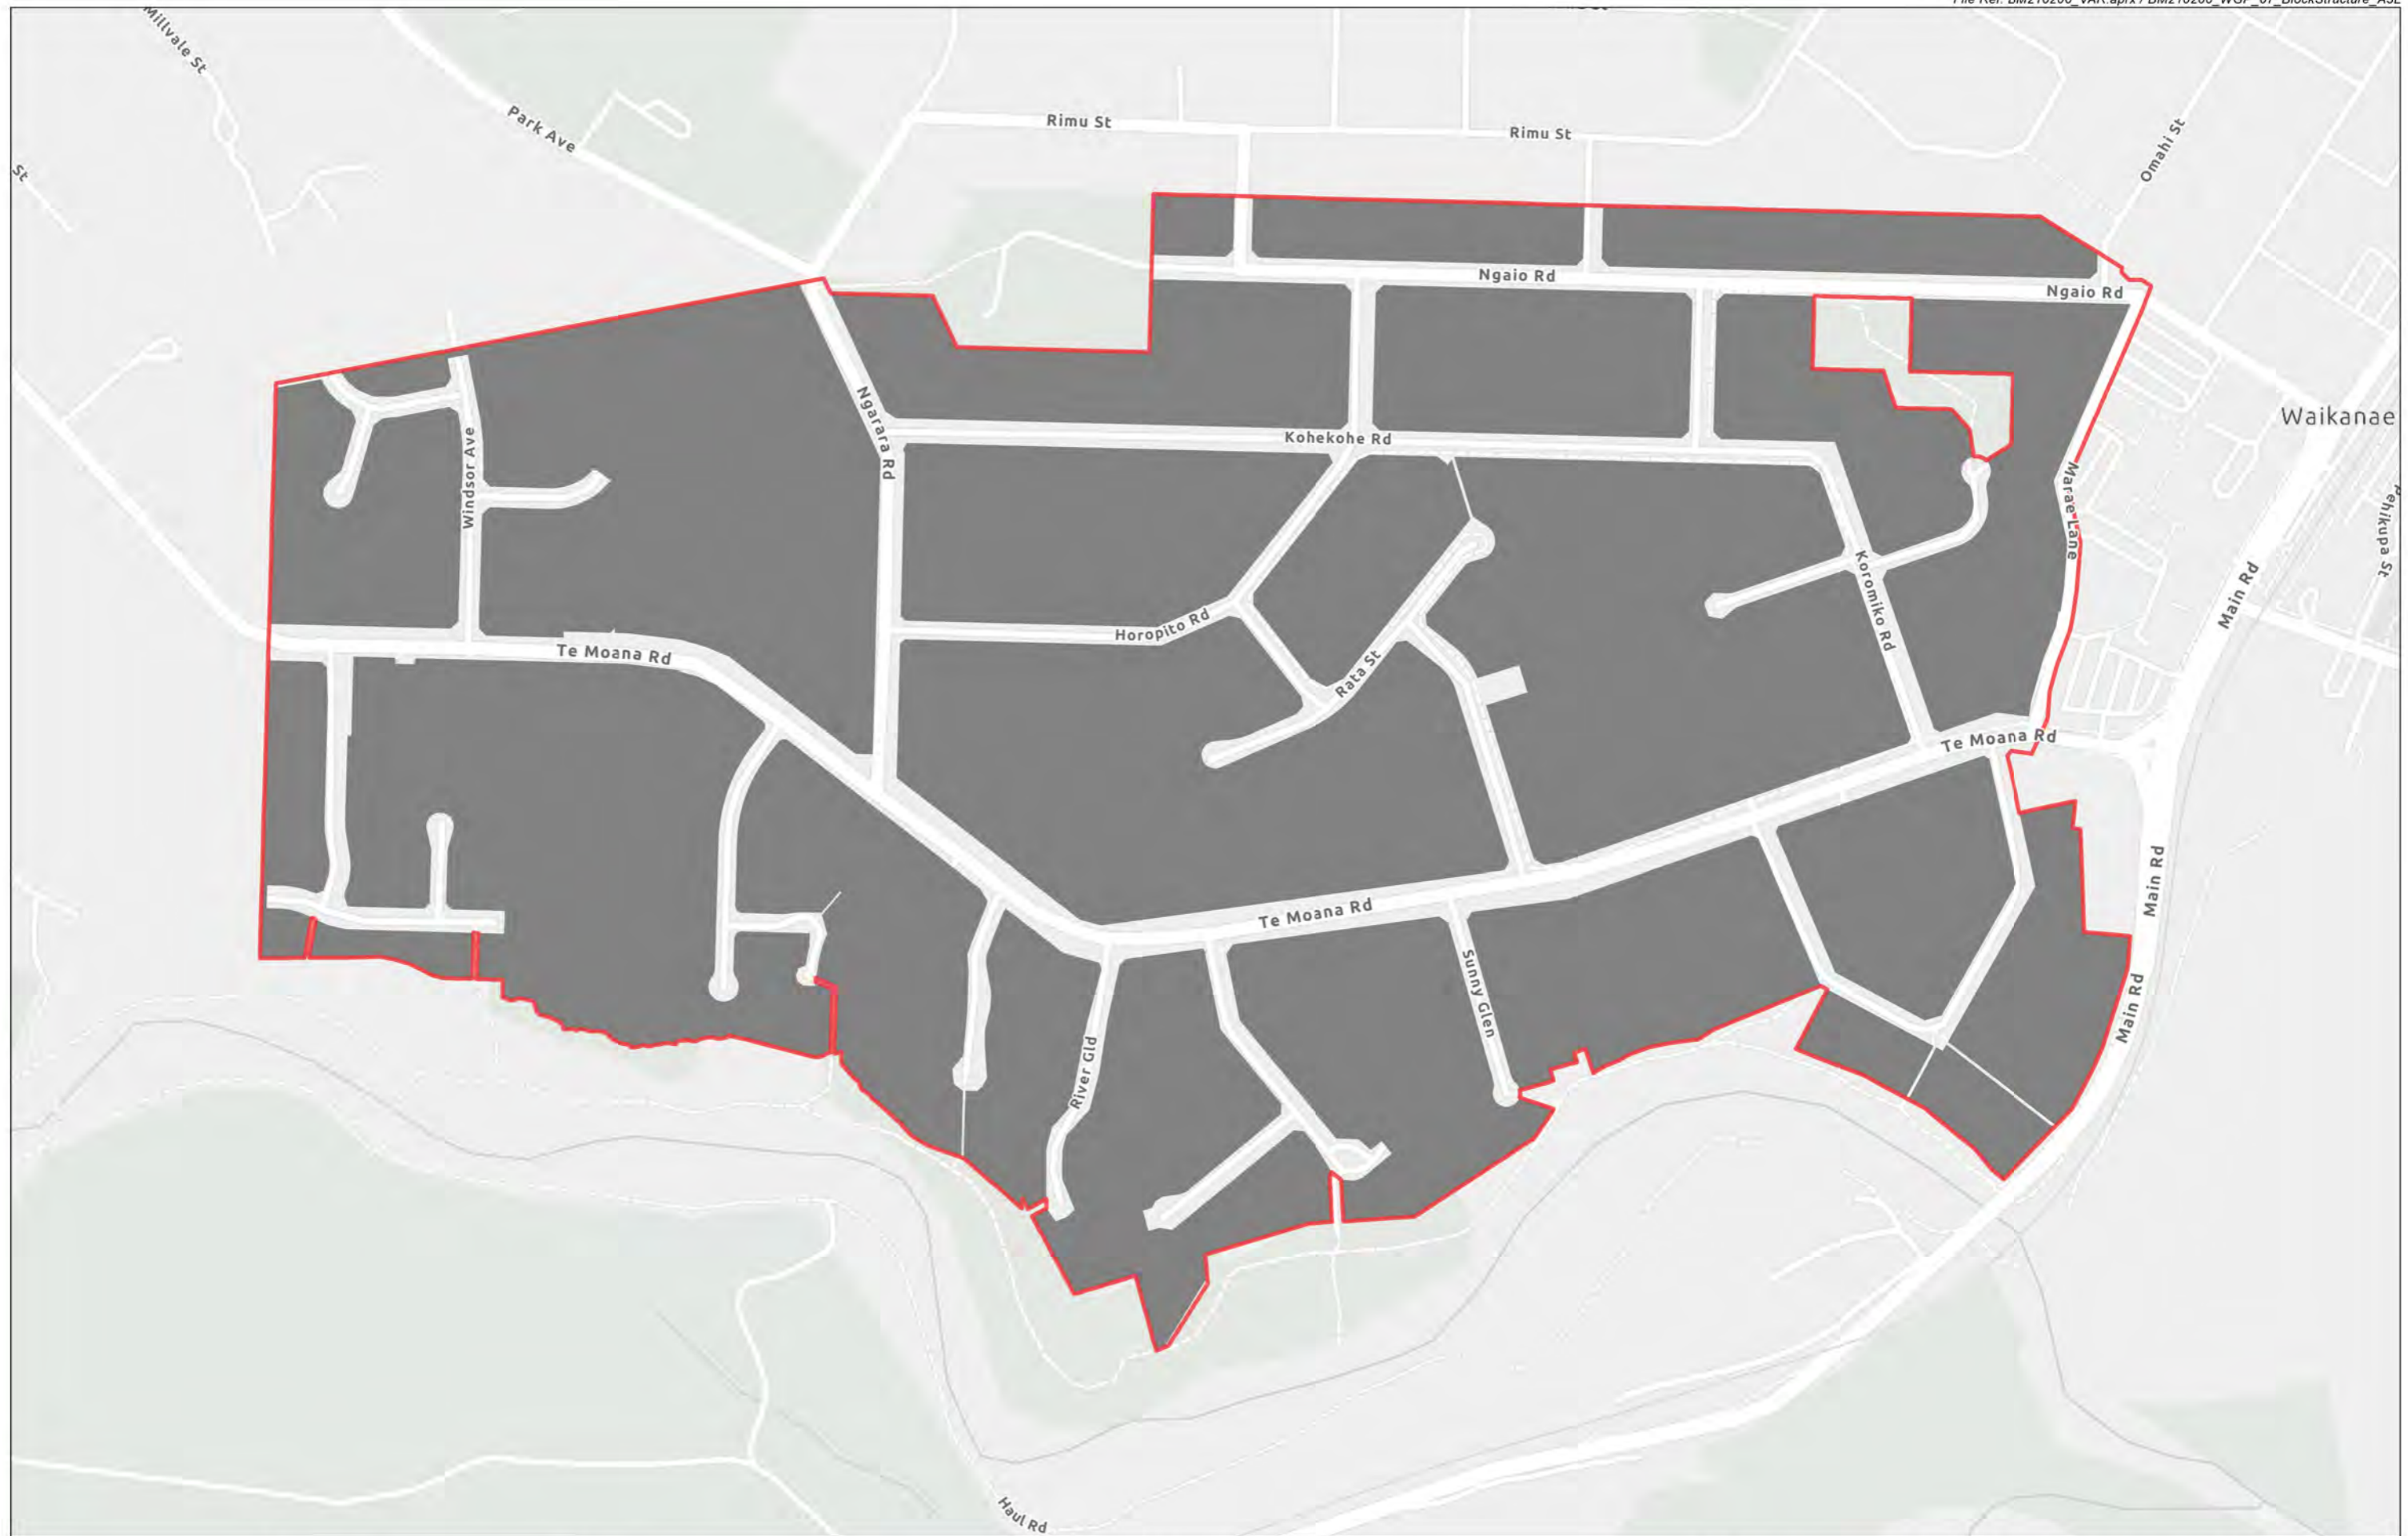 Millvale St
Park Ave
Rimu St
Rimu St
Omahi St
St
Ngaio Rd
Ngaio Rd
Ngarara Rd
Waikanae
Kohekohe Rd
Windsor Ave
Marae Lane
Pehikupa St
Koromiko Rd
Main Rd
Horopito Rd
Te Moana Rd
Rata St
Te Moana Rd
Main Rd
Te Moana Rd
Sunny Glen
Main Rd
River Gld
Haul Rd